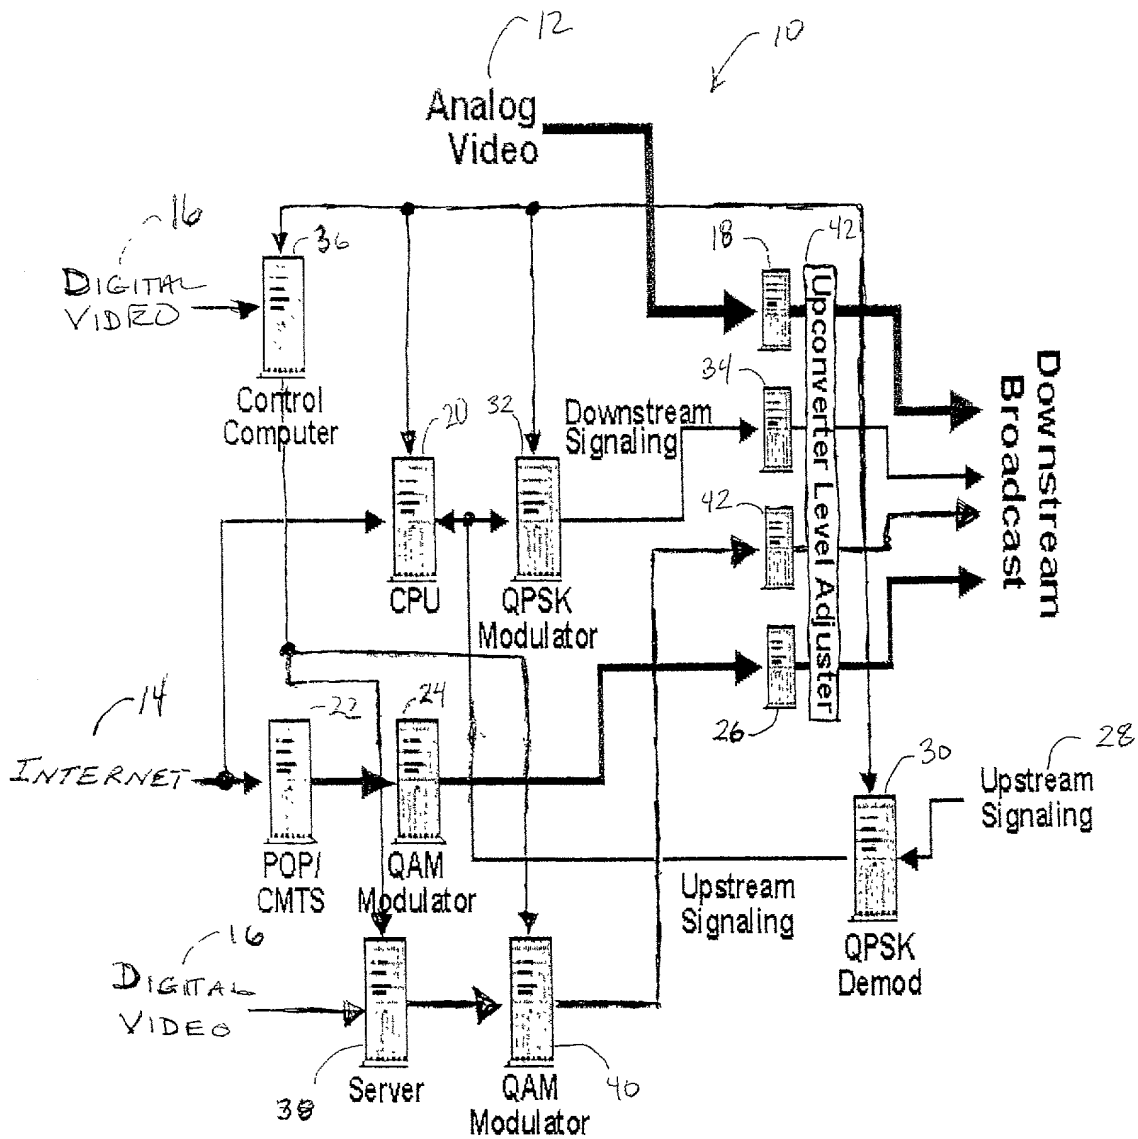 12
10
Analog
Video
16
DIGITAL
VIDEO
36
Control
Computer
18
42
Upconverter Level Adjuster
34
Downstream
Broadcast
20
32
Downstream
Signaling
42
CPU
QPSK
Modulator
14
INTERNET
22
24
26
28
Upstream
Signaling
30
POP/
CMTS
QAM
Modulator
Upstream
Signaling
QPSK
Demod
16
DIGITAL
VIDEO
38
Server
QAM
Modulator
40